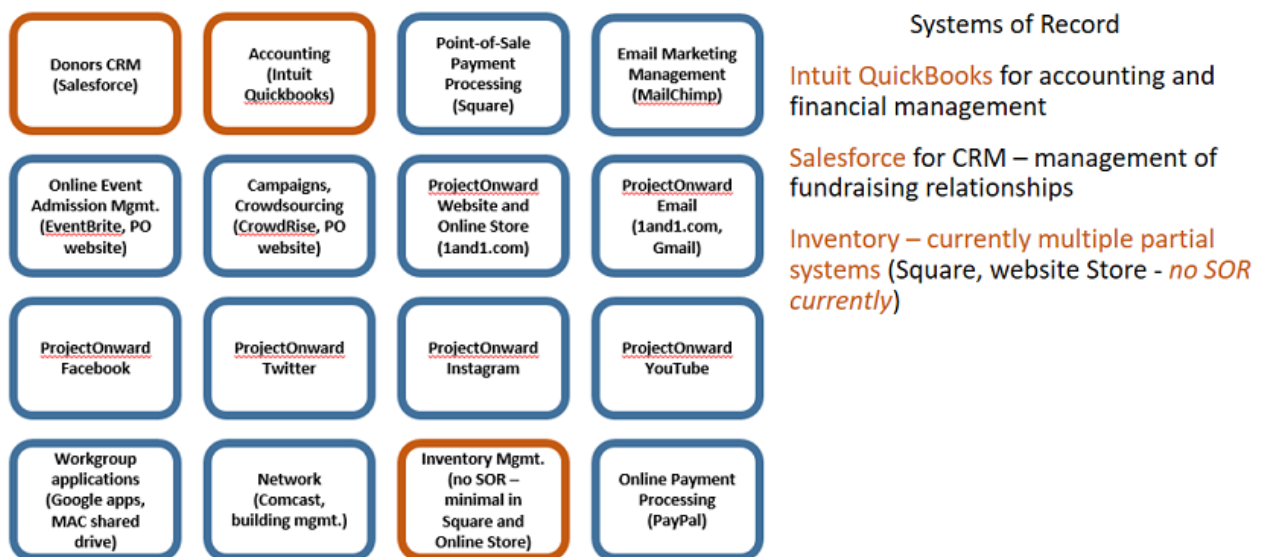 Donors CRM
(Salesforce)
Accounting
(Intuit
Quickbooks)
Point-of-Sale
Payment
Processing
(Square)
Email Marketing
Management
(MailChimp)
Online Event
Admission Mgmt.
(EventBrite, PO
website)
Campaigns,
Crowdsourcing
(CrowdRise, PO
website)
ProjectOnward
Website and
Online Store
(1and1.com)
ProjectOnward
Email
(1and1.com,
Gmail)
ProjectOnward
Facebook
ProjectOnward
Twitter
ProjectOnward
Instagram
ProjectOnward
YouTube
Workgroup
applications
(Google apps,
MAC shared
drive)
Network
(Comcast,
building mgmt.)
Inventory Mgmt.
(no SOR –
minimal in
Square and
Online Store)
Online Payment
Processing
(PayPal)
Systems of Record
Intuit QuickBooks for accounting and
financial management
Salesforce for CRM – management of
fundraising relationships
Inventory – currently multiple partial
systems (Square, website Store - no SOR
currently)